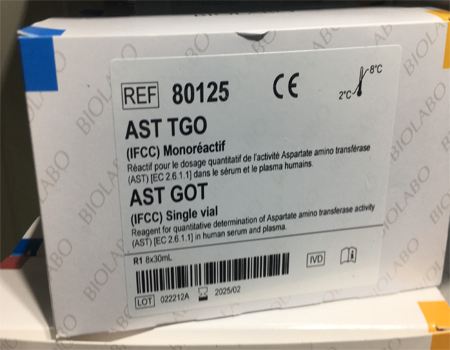 BIOLABO
REF 80125 CE
2°C 8°C
AST TGO
(IFCC) Monoréactif
Réactif pour le dosage quantitatif de l'activité Aspartate amino transférase
(AST) [EC 2.6.1.1] dans le sérum et le plasma humains.
AST GOT
(IFCC) Single vial
Reagent for quantitative determination of Aspartate amino transferase activity
(AST) [EC 2.6.1.1] in human serum and plasma.
R1 8x30mL
IVD
LOT 022212A 2025/02